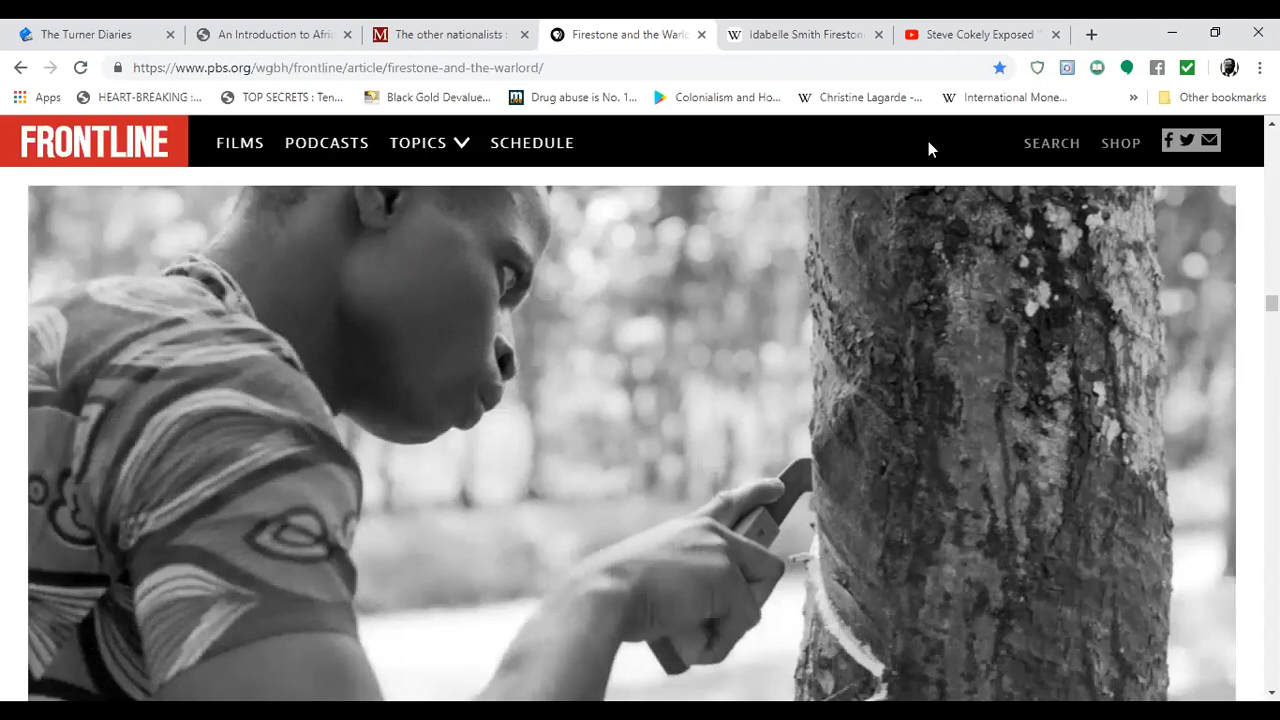 The Turner Diaries
An Introduction to Afri
The other nationalists
Firestone and the Warlo
Idabelle Smith Fireston
Steve Cokely Exposed
https://www.pbs.org/wgbh/frontline/article/firestone-and-the-warlord/
Apps
HEART-BREAKING :...
TOP SECRETS : Ten...
Black Gold Devalue...
Drug abuse is No. 1...
Colonialism and Ho...
Christine Lagarde -...
International Mone...
Other bookmarks
FRONTLINE
FILMS
PODCASTS
TOPICS
SCHEDULE
SEARCH
SHOP